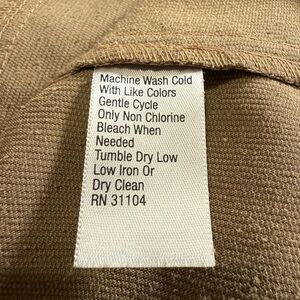 Machine Wash Cold
With Like Colors
Gentle Cycle
Only Non Chlorine
Bleach When
Needed
Tumble Dry Low
Low Iron Or
Dry Clean
RN 31104